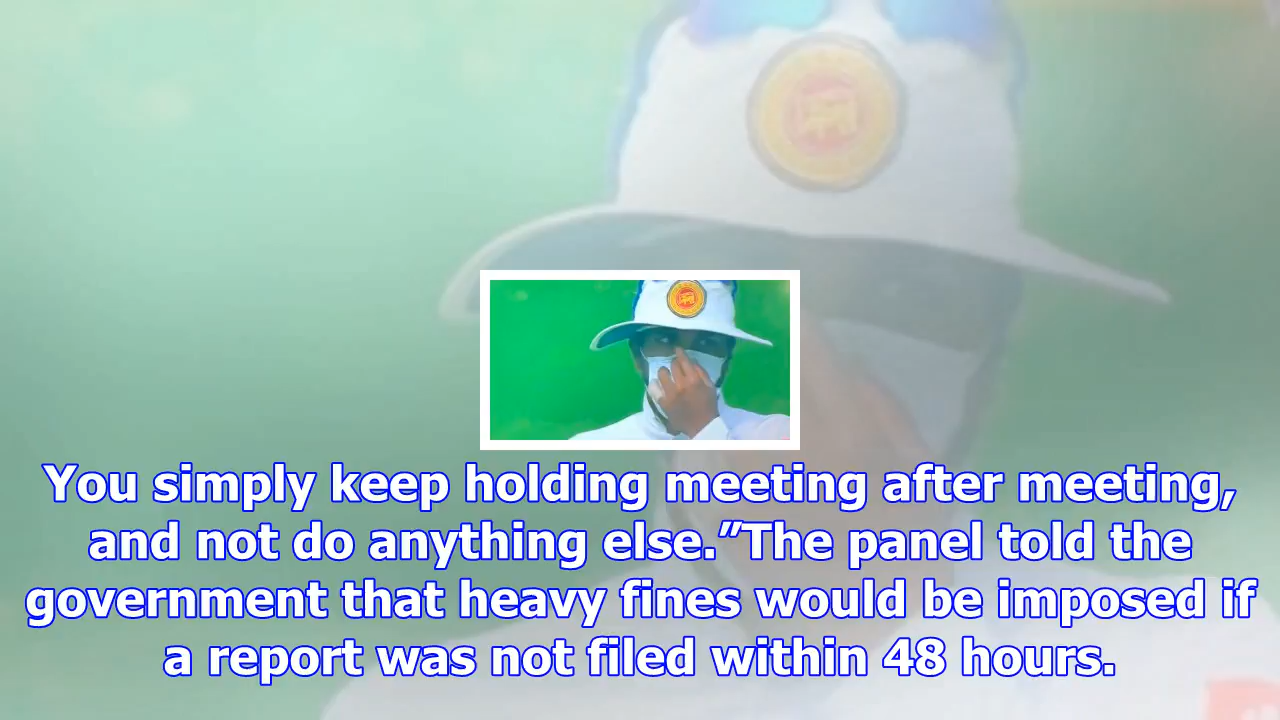 You simply keep holding meeting after meeting,
and not do anything else.”The panel told the
government that heavy fines would be imposed if
a report was not filed within 48 hours.